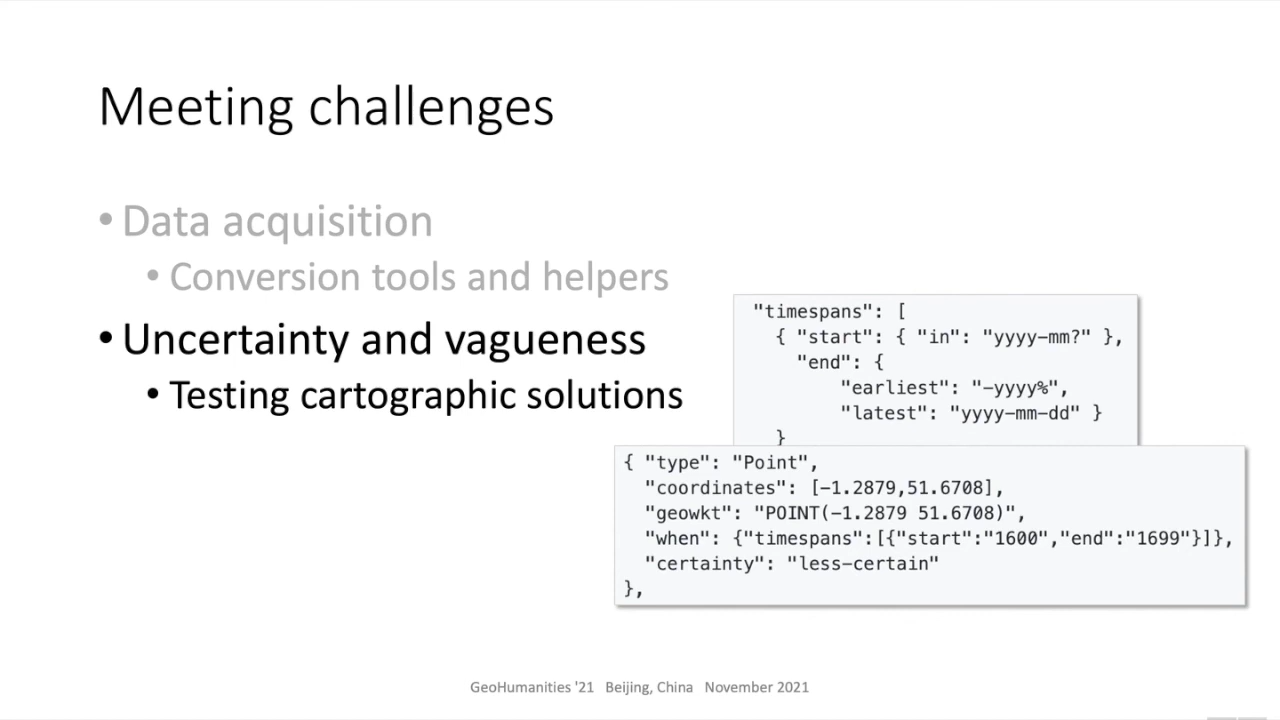 Meeting challenges
• Data acquisition
• Conversion tools and helpers
• Uncertainty and vagueness
• Testing cartographic solutions
"timespans": [
{ "start": { "in": "yyyy-mm?" },
"end": {
"earliest": "-yyyy%",
"latest": "yyyy-mm-dd" }
}
{ "type": "Point",
"coordinates": [-1.2879,51.6708],
"geowkt": "POINT(-1.2879 51.6708)",
"when": {"timespans":[{"start":"1600","end":"1699"}]},
"certainty": "less-certain"
},
GeoHumanities '21 Beijing, China November 2021